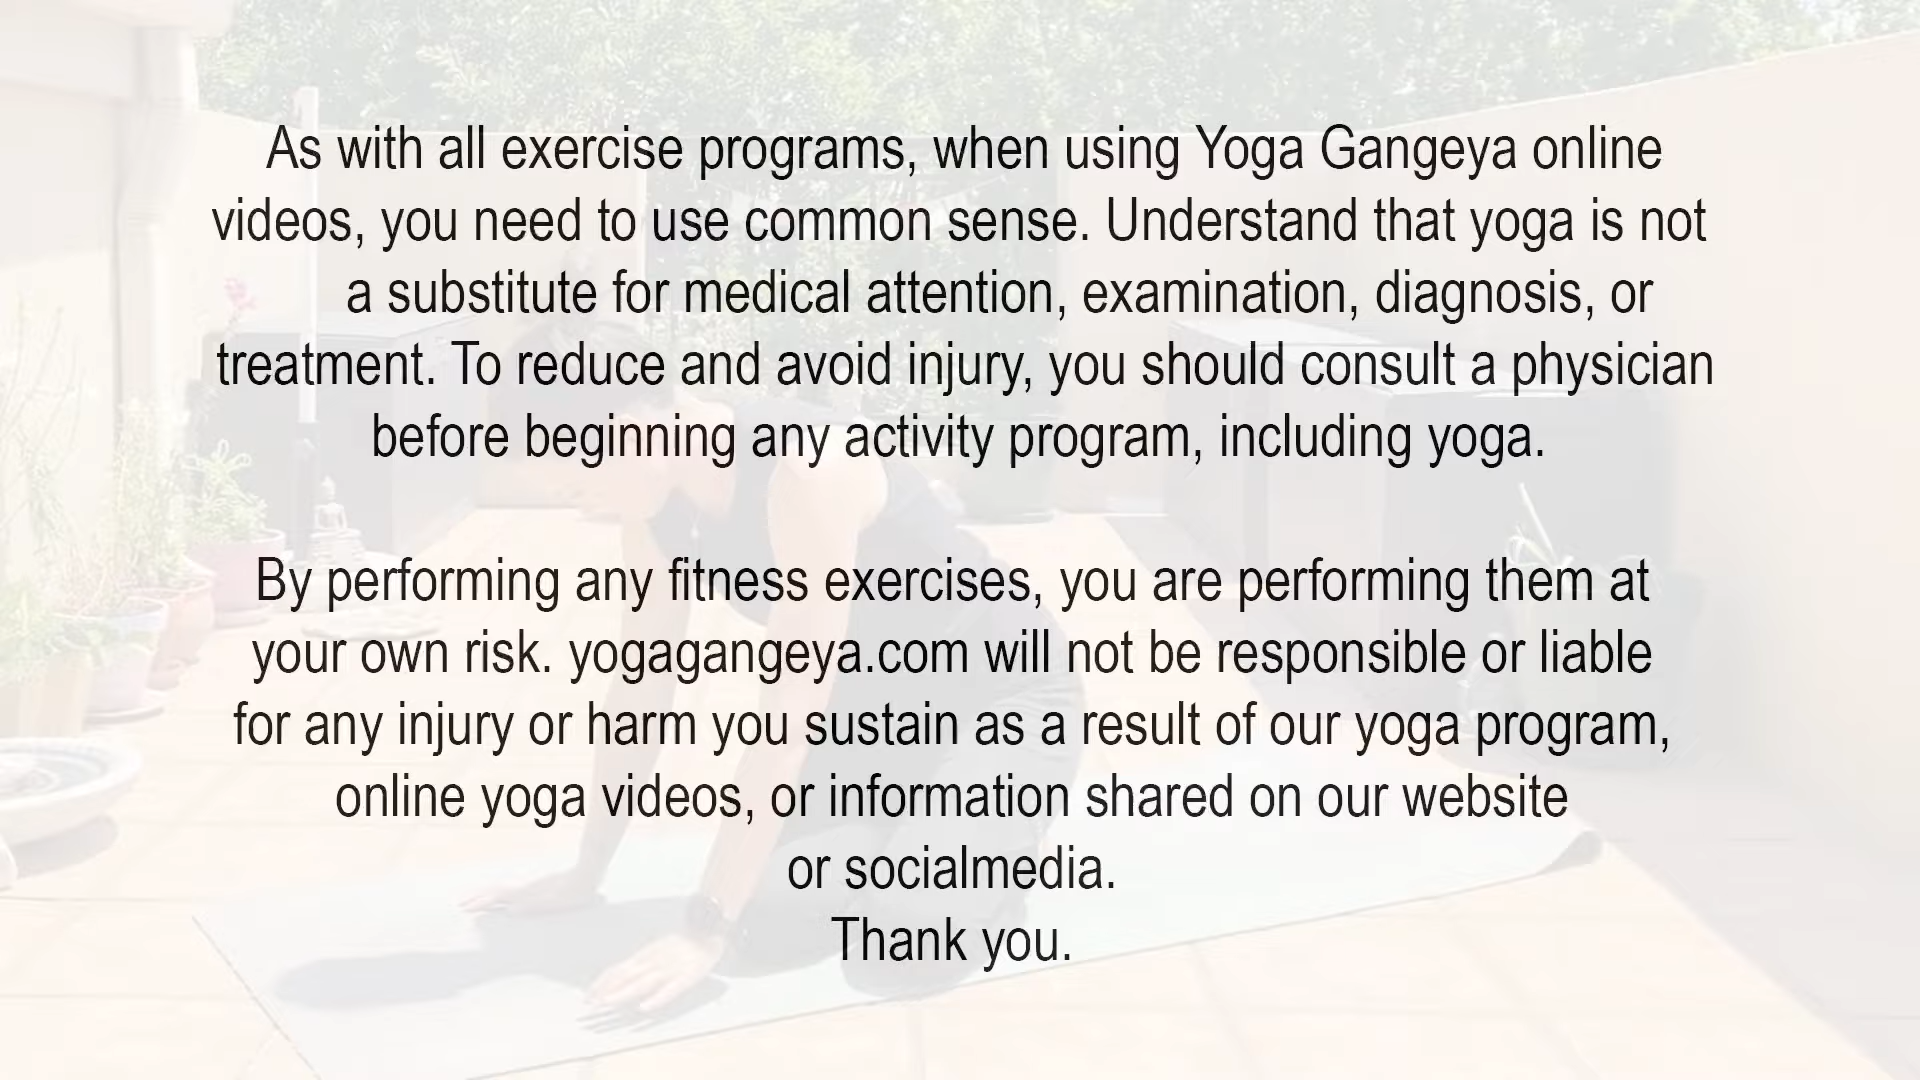 As with all exercise programs, when using Yoga Gangeya online
videos, you need to use common sense. Understand that yoga is not
a substitute for medical attention, examination, diagnosis, or
treatment. To reduce and avoid injury, you should consult a physician
before beginning any activity program, including yoga.
By performing any fitness exercises, you are performing them at
your own risk. yogagangeya.com will not be responsible or liable
for any injury or harm you sustain as a result of our yoga program,
online yoga videos, or information shared on our website
or socialmedia.
Thank you.